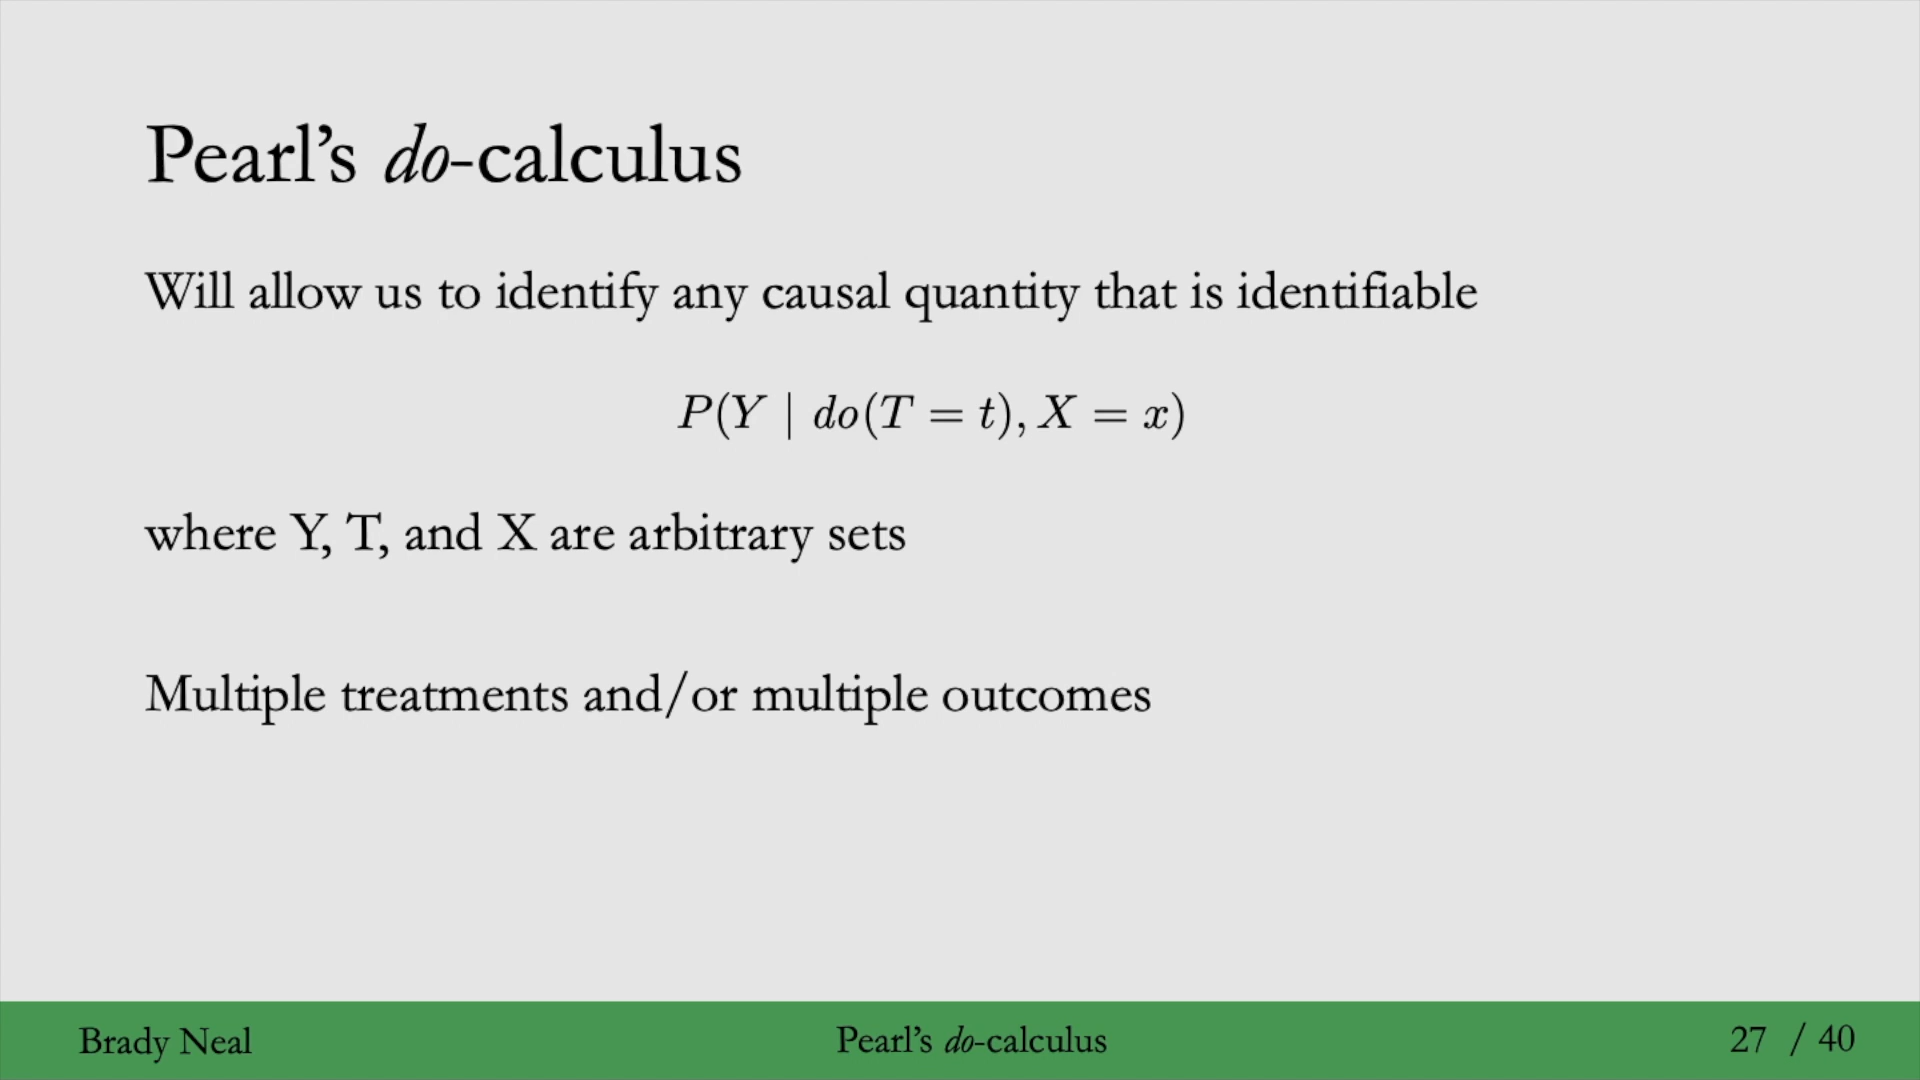 Pearl’s do-calculus
Will allow us to identify any causal quantity that is identifiable
P(Y | do(T = t), X = x)
where Y, T, and X are arbitrary sets
Multiple treatments and/or multiple outcomes
Brady Neal
Pearl’s do-calculus
27 / 40